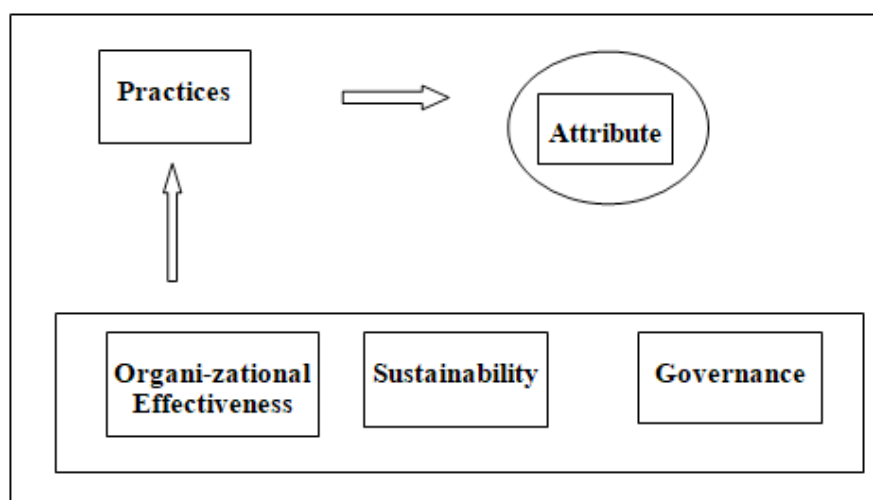 Practices
Attribute
Organi-zational
Effectiveness
Sustainability
Governance